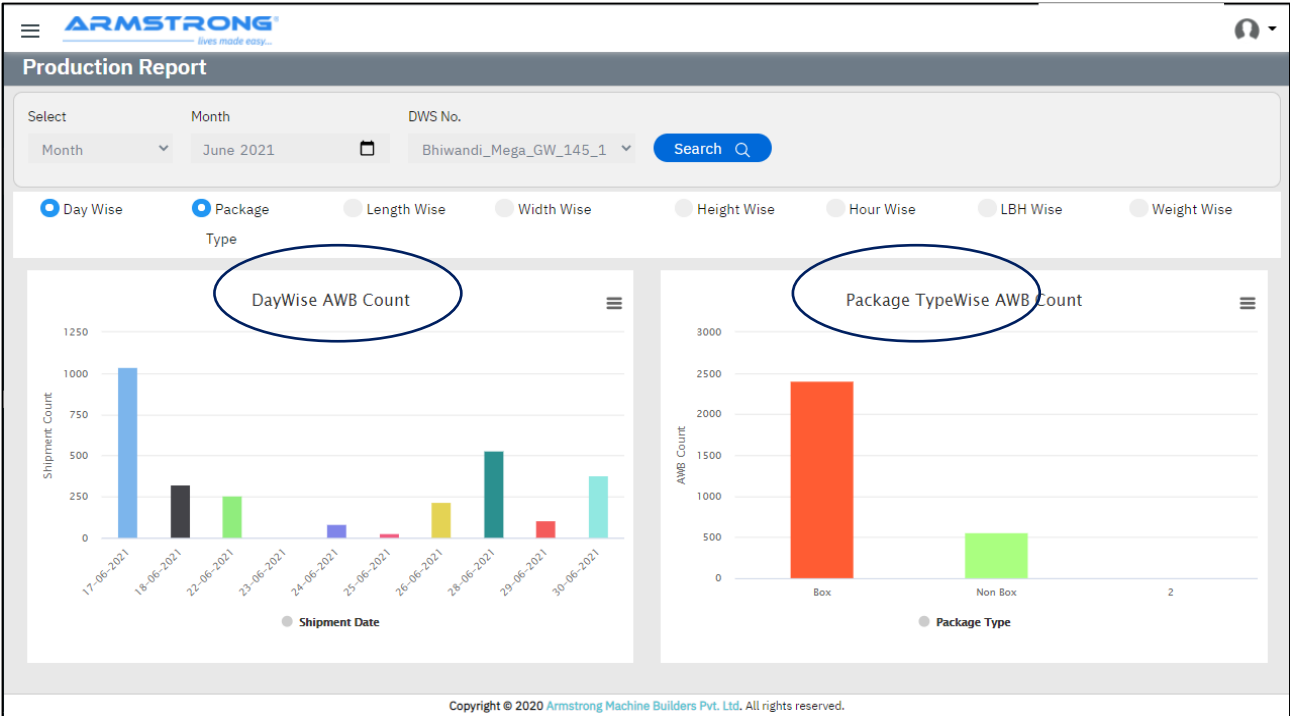 ARMSTRONG®
lives made easy...
Production Report
Select Month DWS No.
Month June 2021 Bhiwandi_Mega_GW_145_1 Search
Day Wise Package Type Length Wise Width Wise Height Wise Hour Wise LBH Wise Weight Wise
DayWise AWB Count
1250
1000
750
500
250
0
Shipment Count
17-06-2021 18-06-2021 22-06-2021 23-06-2021 24-06-2021 25-06-2021 26-06-2021 28-06-2021 29-06-2021 30-06-2021
Shipment Date
Package TypeWise AWB Count
3000
2500
2000
1500
1000
500
0
AWB Count
Box Non Box 2
Package Type
Copyright © 2020 Armstrong Machine Builders Pvt. Ltd. All rights reserved.